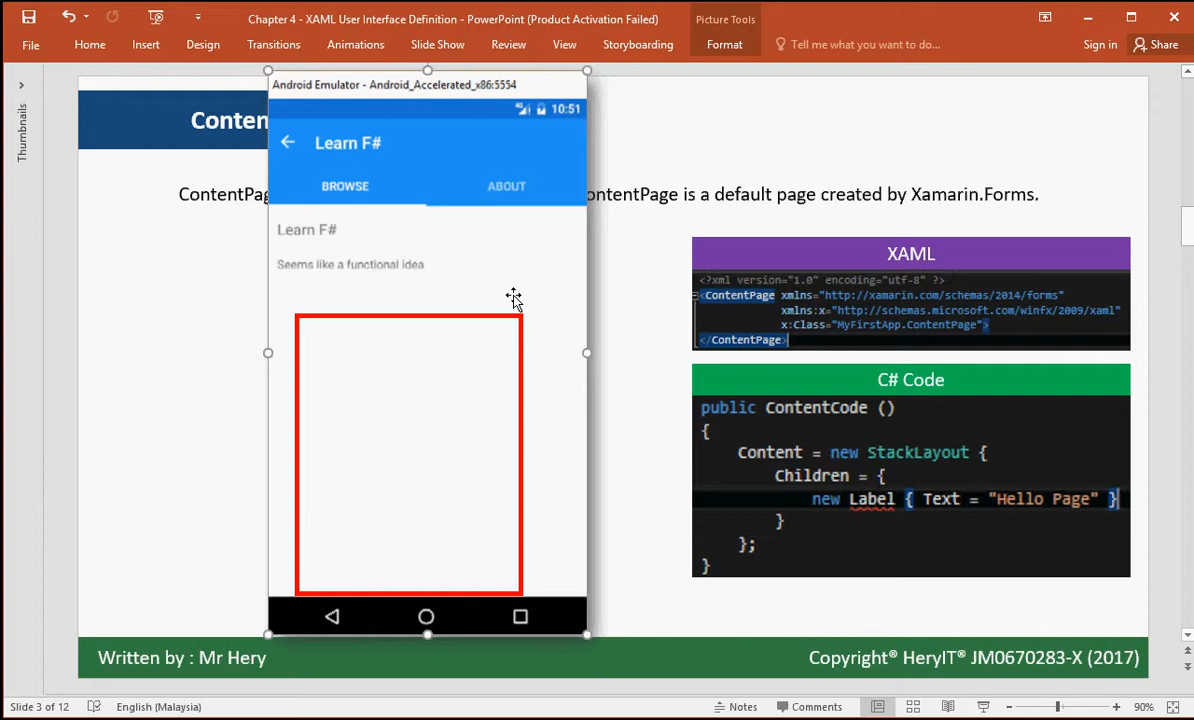 Chapter 4 - XAML User Interface Definition - PowerPoint (Product Activation Failed)
Picture Tools
File Home Insert Design Transitions Animations Slide Show Review View Storyboarding Format Tell me what you want to do... Sign in Share
Thumbnails
Android Emulator - Android_Accelerated_x86:5554
4G 10:51
Learn F#
BROWSE ABOUT
Learn F#
Seems like a functional idea
Conten
ContentPag ontentPage is a default page created by Xamarin.Forms.
XAML
<?xml version="1.0" encoding="utf-8" ?>
<ContentPage xmlns="http://xamarin.com/schemas/2014/forms"
xmlns:x="http://schemas.microsoft.com/winfx/2009/xaml"
x:Class="MyFirstApp.ContentPage">
</ContentPage>
C# Code
public ContentCode ()
{
Content = new StackLayout {
Children = {
new Label { Text = "Hello Page" }
}
};
}
Written by : Mr Hery
Copyright® HeryIT® JM0670283-X (2017)
Slide 3 of 12 English (Malaysia) Notes Comments 90%